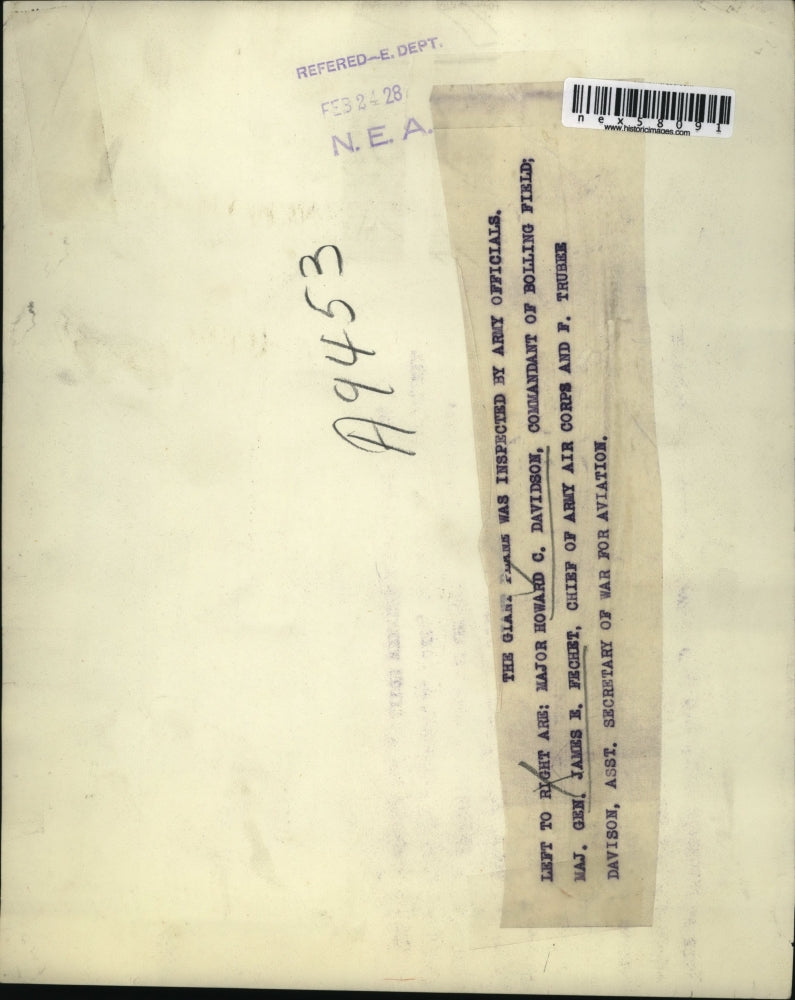 REFERED—E. DEPT.
FEB 24 28
N. E. A.
nex58091
www.historicimages.com
A9453
THE GIANT PLANE WAS INSPECTED BY ARMY OFFICIALS.
LEFT TO RIGHT ARE: MAJOR HOWARD C. DAVIDSON, COMMANDANT OF BOLLING FIELD;
MAJ. GEN. JAMES E. FECHET, CHIEF OF ARMY AIR CORPS AND F. TRUBEE
DAVISON, ASST. SECRETARY OF WAR FOR AVIATION.